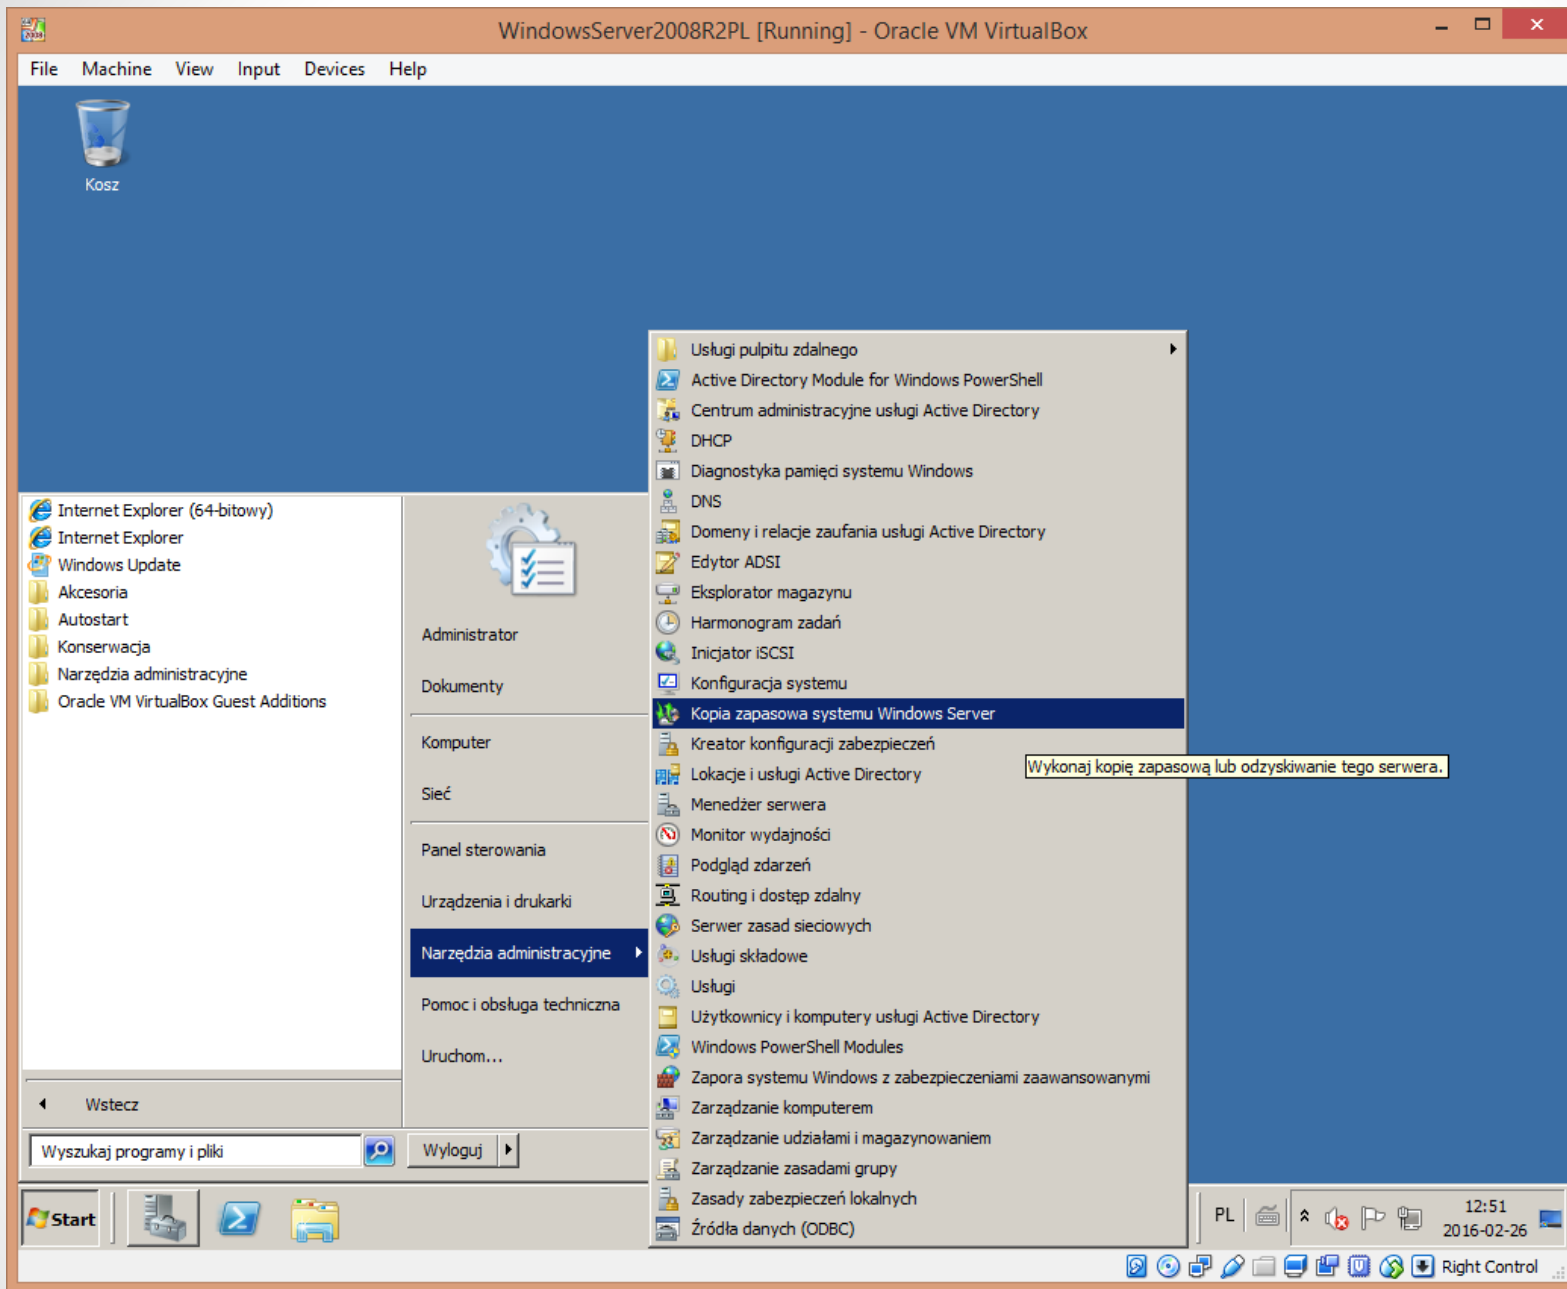 WindowsServer2008R2PL [Running] - Oracle VM VirtualBox
File Machine View Input Devices Help
Kosz
Internet Explorer (64-bitowy)
Internet Explorer
Windows Update
Akcesoria
Autostart
Konserwacja
Narzędzia administracyjne
Oracle VM VirtualBox Guest Additions
Wstecz
Wyszukaj programy i pliki
Administrator
Dokumenty
Komputer
Sieć
Panel sterowania
Urządzenia i drukarki
Narzędzia administracyjne
Pomoc i obsługa techniczna
Uruchom...
Wyloguj
Usługi pulpitu zdalnego
Active Directory Module for Windows PowerShell
Centrum administracyjne usługi Active Directory
DHCP
Diagnostyka pamięci systemu Windows
DNS
Domeny i relacje zaufania usługi Active Directory
Edytor ADSI
Eksplorator magazynu
Harmonogram zadań
Inicjator iSCSI
Konfiguracja systemu
Kopia zapasowa systemu Windows Server
Kreator konfiguracji zabezpieczeń
Wykonaj kopię zapasową lub odzyskiwanie tego serwera.
Lokacje i usługi Active Directory
Menedżer serwera
Monitor wydajności
Podgląd zdarzeń
Routing i dostęp zdalny
Serwer zasad sieciowych
Usługi składowe
Usługi
Użytkownicy i komputery usługi Active Directory
Windows PowerShell Modules
Zapora systemu Windows z zabezpieczeniami zaawansowanymi
Zarządzanie komputerem
Zarządzanie udziałami i magazynowaniem
Zarządzanie zasadami grupy
Zasady zabezpieczeń lokalnych
Źródła danych (ODBC)
Start
PL
12:51
2016-02-26
Right Control